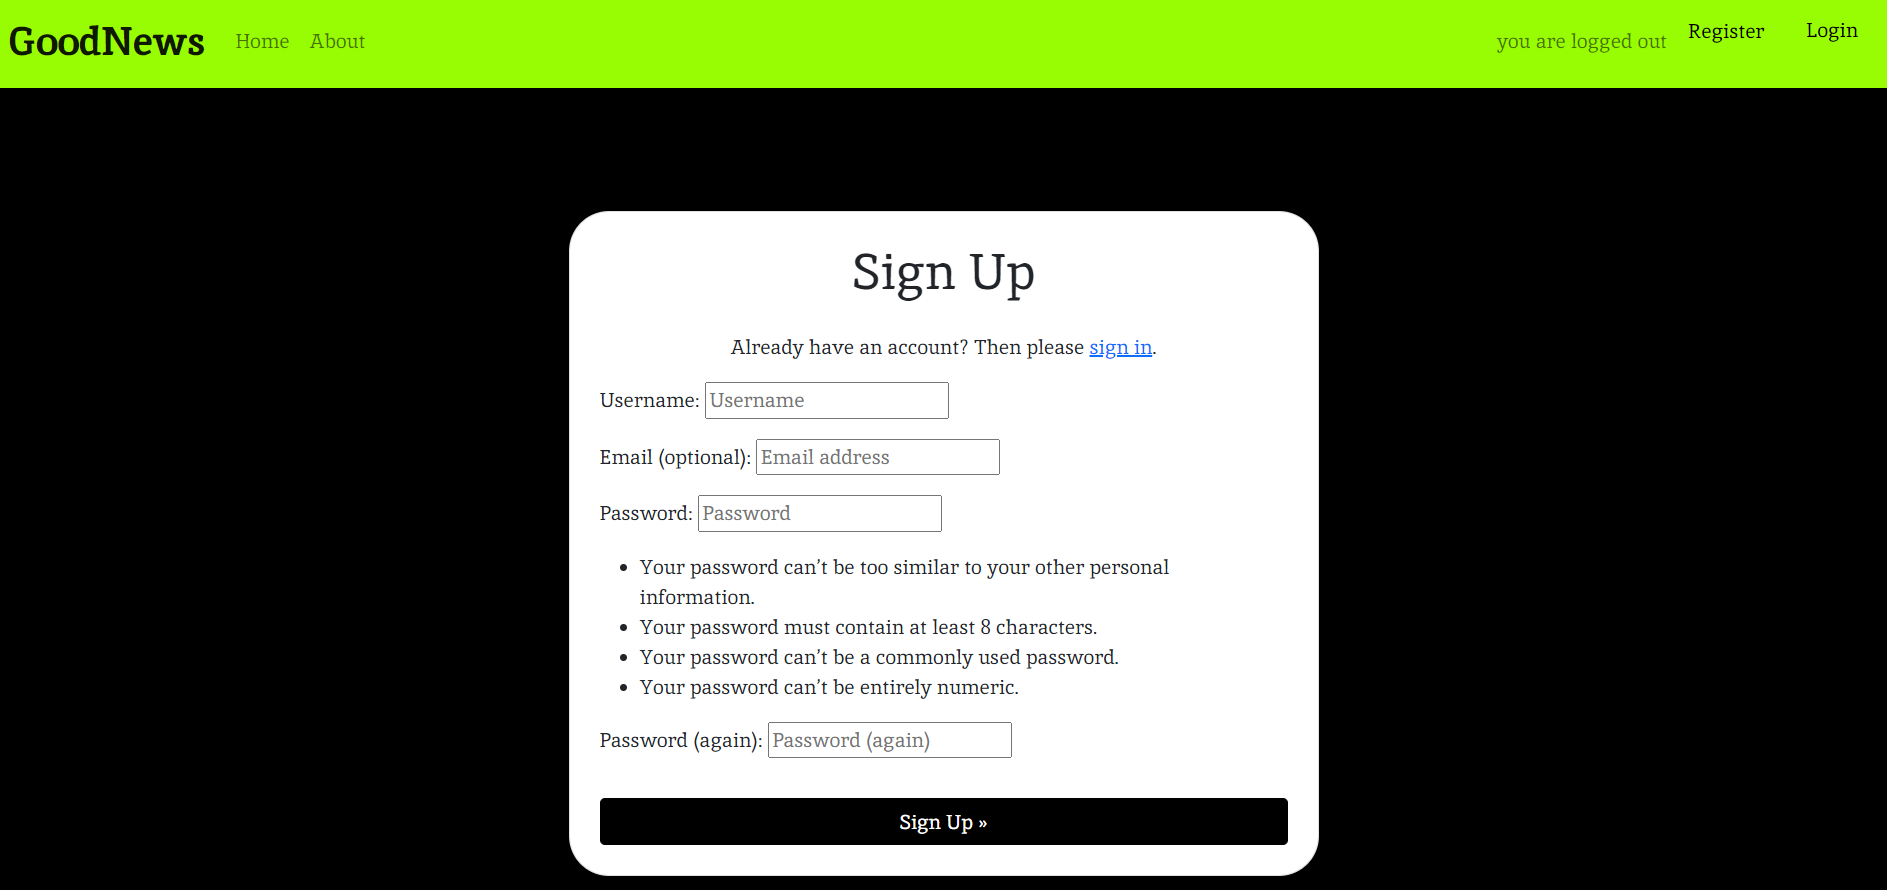 GoodNews Home About you are logged out Register Login
Sign Up
Already have an account? Then please sign in.
Username: Username
Email (optional): Email address
Password: Password
• Your password can’t be too similar to your other personal
information.
• Your password must contain at least 8 characters.
• Your password can’t be a commonly used password.
• Your password can’t be entirely numeric.
Password (again): Password (again)
Sign Up »